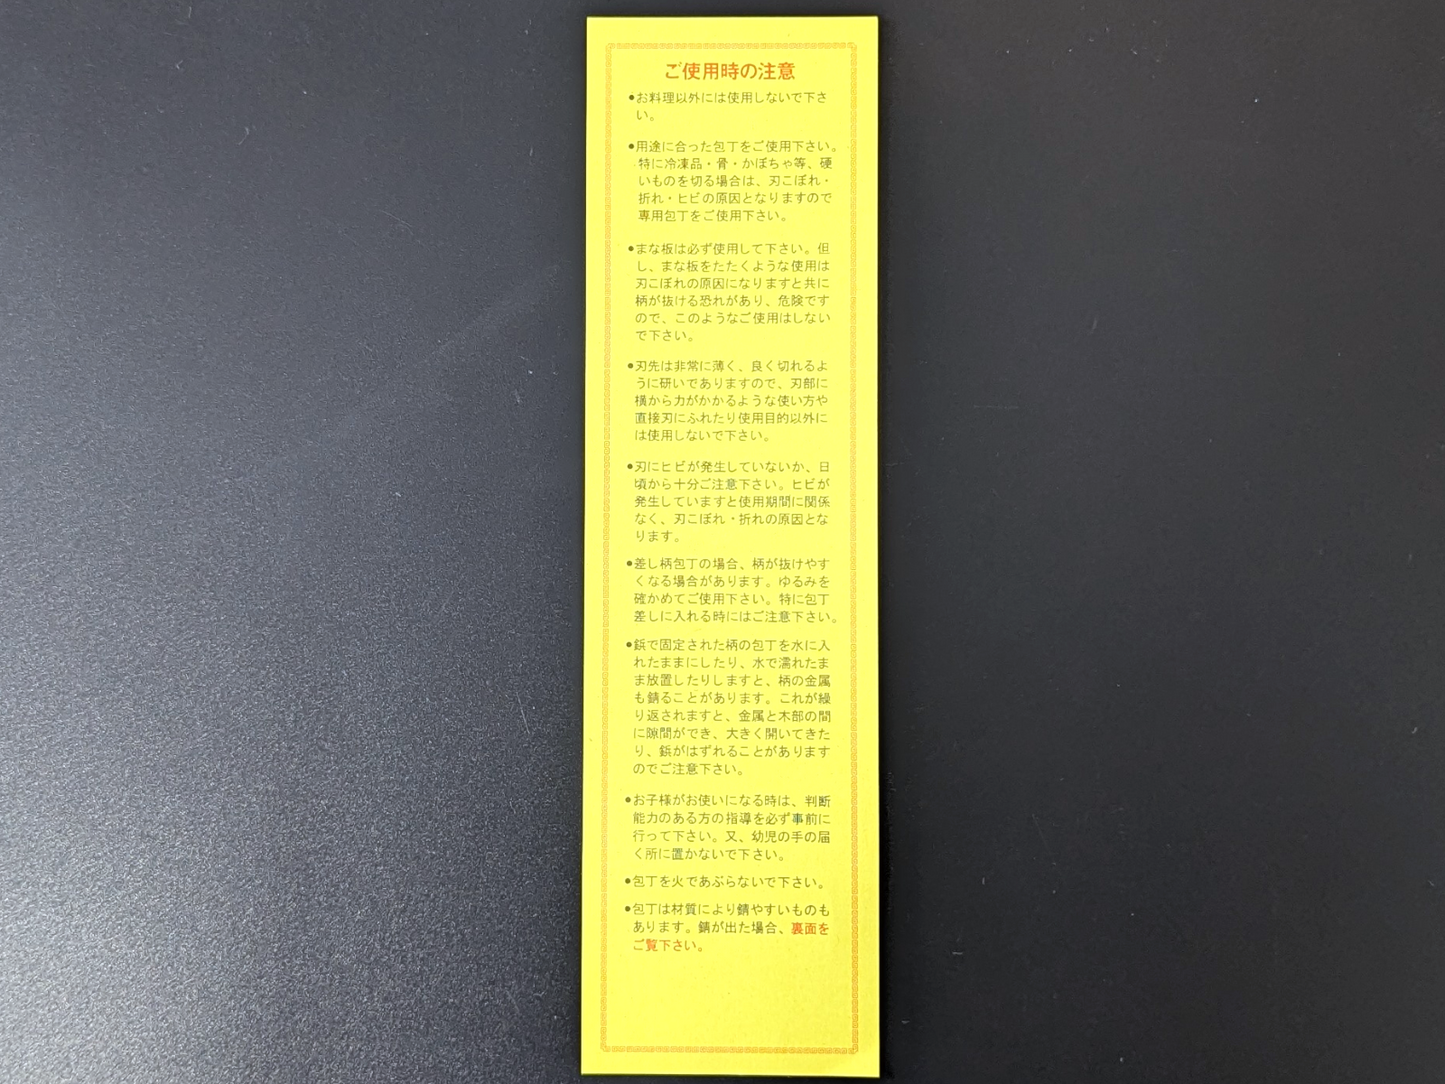 ご使用時の注意
●お料理以外には使用しないで下さ
い。
●用途に合った包丁をご使用下さい。
特に冷凍品・骨・かぼちゃ等、硬
いものを切る場合は、刃こぼれ・
折れ・ヒビの原因となりますので
専用包丁をご使用下さい。
●まな板は必ず使用して下さい。但
し、まな板をたたくような使用は
刃こぼれの原因になりますと共に
柄が抜ける恐れがあり、危険です
ので、このようなご使用はしない
で下さい。
●刃先は非常に薄く、良く切れるよ
うに研いでありますので、刃部に
横から力がかかるような使い方や
直接刃にふれたり使用目的以外に
は使用しないで下さい。
●刃にヒビが発生していないか、日
頃から十分ご注意下さい。ヒビが
発生していますと使用期間に関係
なく、刃こぼれ・折れの原因とな
ります。
●差し柄包丁の場合、柄が抜けやす
くなる場合があります。ゆるみを
確かめてご使用下さい。特に包丁
差しに入れる時にはご注意下さい。
●鋲で固定された柄の包丁を水に入
れたままにしたり、水で濡れたま
ま放置したりしますと、柄の金属
も錆ることがあります。これが繰
り返されますと、金属と木部の間
に隙間ができ、大きく開いてきた
り、鋲がはずれることがあります
のでご注意下さい。
●お子様がお使いになる時は、判断
能力のある方の指導を必ず事前に
行って下さい。又、幼児の手の届
く所に置かないで下さい。
●包丁を火であぶらないで下さい。
●包丁は材質により錆やすいものも
あります。錆が出た場合、裏面を
ご覧下さい。